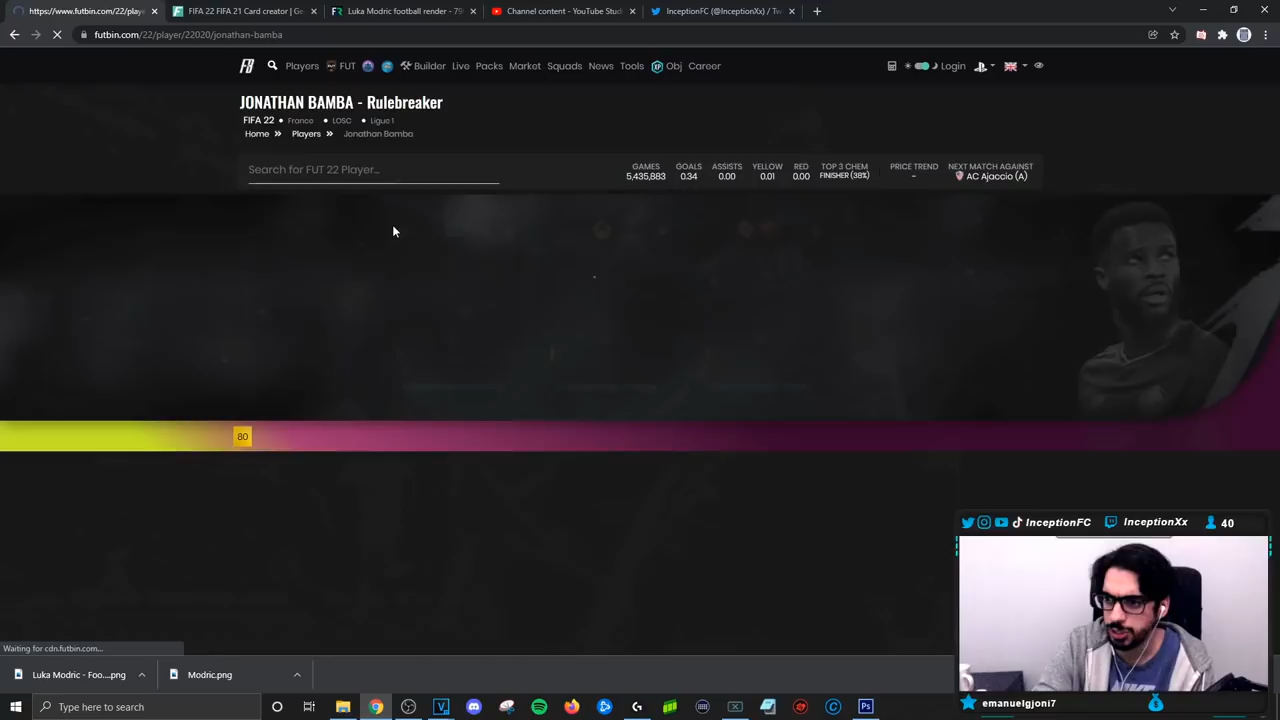 https://www.futbin.com/22/playe
FIFA 22 FIFA 21 Card creator | Ge
Luka Modric football render - 79
Channel content - YouTube Stud
InceptionFC (@InceptionXx) / Tw
futbin.com/22/player/22020/jonathan-bamba
Players FUT Builder Live Packs Market Squads News Tools Obj Career Login
JONATHAN BAMBA - Rulebreaker
FIFA 22 • France • LOSC • Ligue 1
Home » Players » Jonathan Bamba
Search for FUT 22 Player...
GAMES GOALS ASSISTS YELLOW RED TOP 3 CHEM PRICE TREND NEXT MATCH AGAINST
5,435,883 0.34 0.00 0.01 0.00 FINISHER (38%) - AC Ajaccio (A)
80
InceptionFC InceptionXx 40
Waiting for cdn.futbin.com...
Luka Modric - Foo....png
Modric.png
emanuelgjoni7
Type here to search